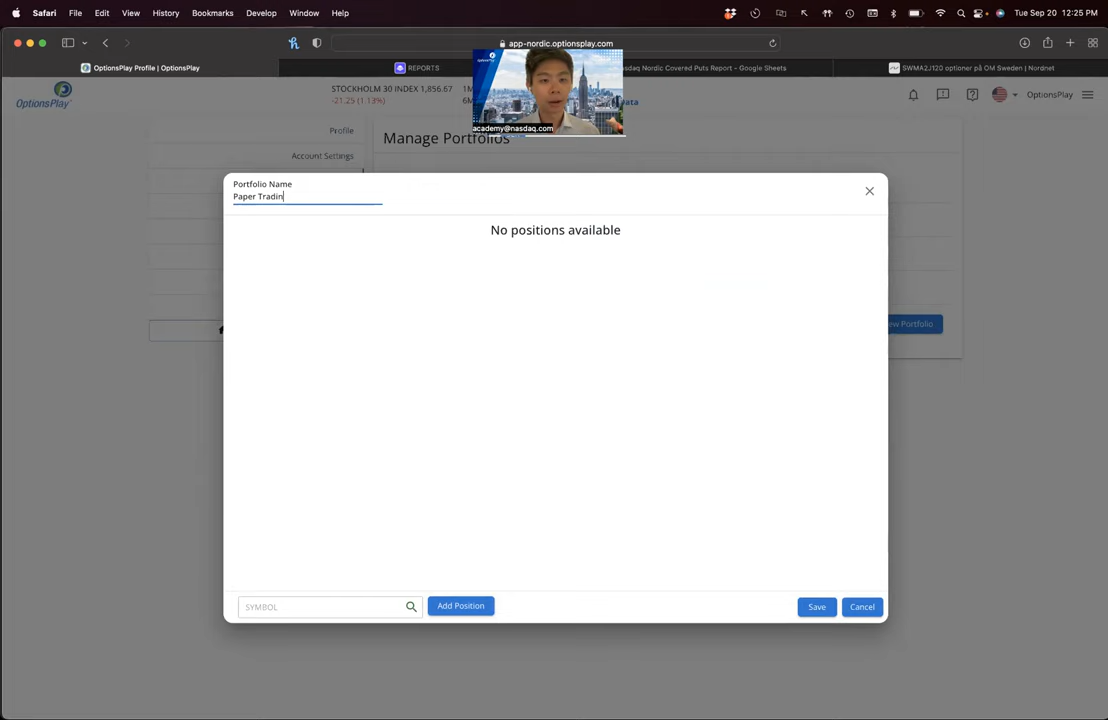 Safari File Edit View History Bookmarks Develop Window Help Tue Sep 20 12:25 PM
app-nordic.optionsplay.com
OptionsPlay Profile | OptionsPlay
REPORTS
Nordic Covered Puts Report – Google Sheets
SWMA2J120 optioner på OM Sweden | Nordnet
OptionsPlay
STOCKHOLM 30 INDEX 1,856.67
-21.25 (1.13%)
academy@nasdaq.com
OptionsPlay
Profile
Manage Portfolios
Account Settings
Portfolio Name
Paper Tradin
No positions available
Portfolio
SYMBOL
Add Position
Save
Cancel